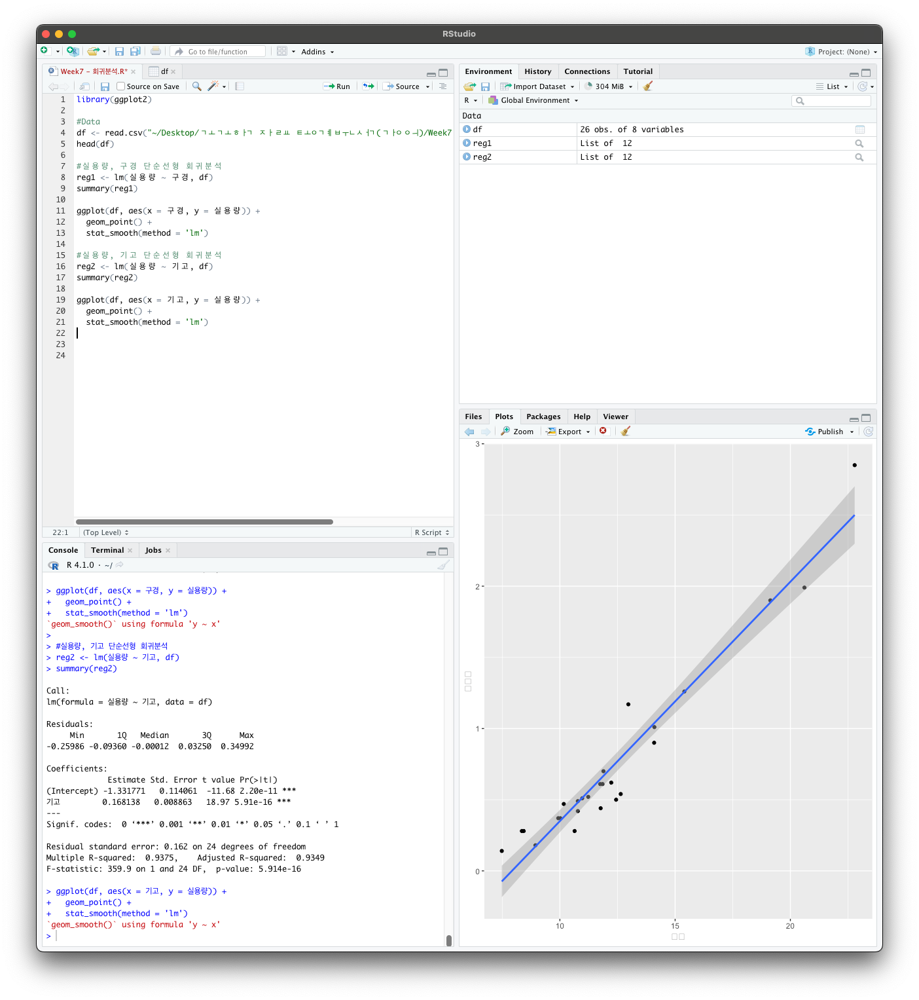 RStudio
Go to file/function
Addins
Project: (None)
Week7 - 회귀분석.R*
df
Source on Save
Run
Source
1 library(ggplot2)
2
3 #Data
4 df <- read.csv("~/Desktop/ㄱㅗㄱㅗㅎㅏㄱ ㅈㅏㄹㅛ ㅌㅗㅇㄱㅖㅂㅜㄴㅅㅓㄱ(ㄱㅏㅇㅇㅢ)/Week7
5 head(df)
6
7 #실용량, 구경 단순선형 회귀분석
8 reg1 <- lm(실용량 ~ 구경, df)
9 summary(reg1)
10
11 ggplot(df, aes(x = 구경, y = 실용량)) +
12   geom_point() +
13   stat_smooth(method = 'lm')
14
15 #실용량, 기고 단순선형 회귀분석
16 reg2 <- lm(실용량 ~ 기고, df)
17 summary(reg2)
18
19 ggplot(df, aes(x = 기고, y = 실용량)) +
20   geom_point() +
21   stat_smooth(method = 'lm')
22
23
24
22:1 (Top Level) R Script
Console Terminal Jobs
R 4.1.0 · ~/
> ggplot(df, aes(x = 구경, y = 실용량)) +
+   geom_point() +
+   stat_smooth(method = 'lm')
`geom_smooth()` using formula 'y ~ x'
>
> #실용량, 기고 단순선형 회귀분석
> reg2 <- lm(실용량 ~ 기고, df)
> summary(reg2)
Call:
lm(formula = 실용량 ~ 기고, data = df)
Residuals:
     Min       1Q   Median       3Q      Max
-0.25986 -0.09360 -0.00012  0.03250  0.34992
Coefficients:
             Estimate Std. Error t value Pr(>|t|)
(Intercept) -1.331771   0.114061  -11.68 2.20e-11 ***
기고         0.168138   0.008863   18.97 5.91e-16 ***
---
Signif. codes:  0 ‘***’ 0.001 ‘**’ 0.01 ‘*’ 0.05 ‘.’ 0.1 ‘ ’ 1
Residual standard error: 0.162 on 24 degrees of freedom
Multiple R-squared:  0.9375,    Adjusted R-squared:  0.9349
F-statistic: 359.9 on 1 and 24 DF,  p-value: 5.914e-16
> ggplot(df, aes(x = 기고, y = 실용량)) +
+   geom_point() +
+   stat_smooth(method = 'lm')
`geom_smooth()` using formula 'y ~ x'
>
Environment History Connections Tutorial
Import Dataset 304 MiB List
R Global Environment
Data
df 26 obs. of 8 variables
reg1 List of  12
reg2 List of  12
Files Plots Packages Help Viewer
Zoom Export Publish
3
2
1
0
10 15 20